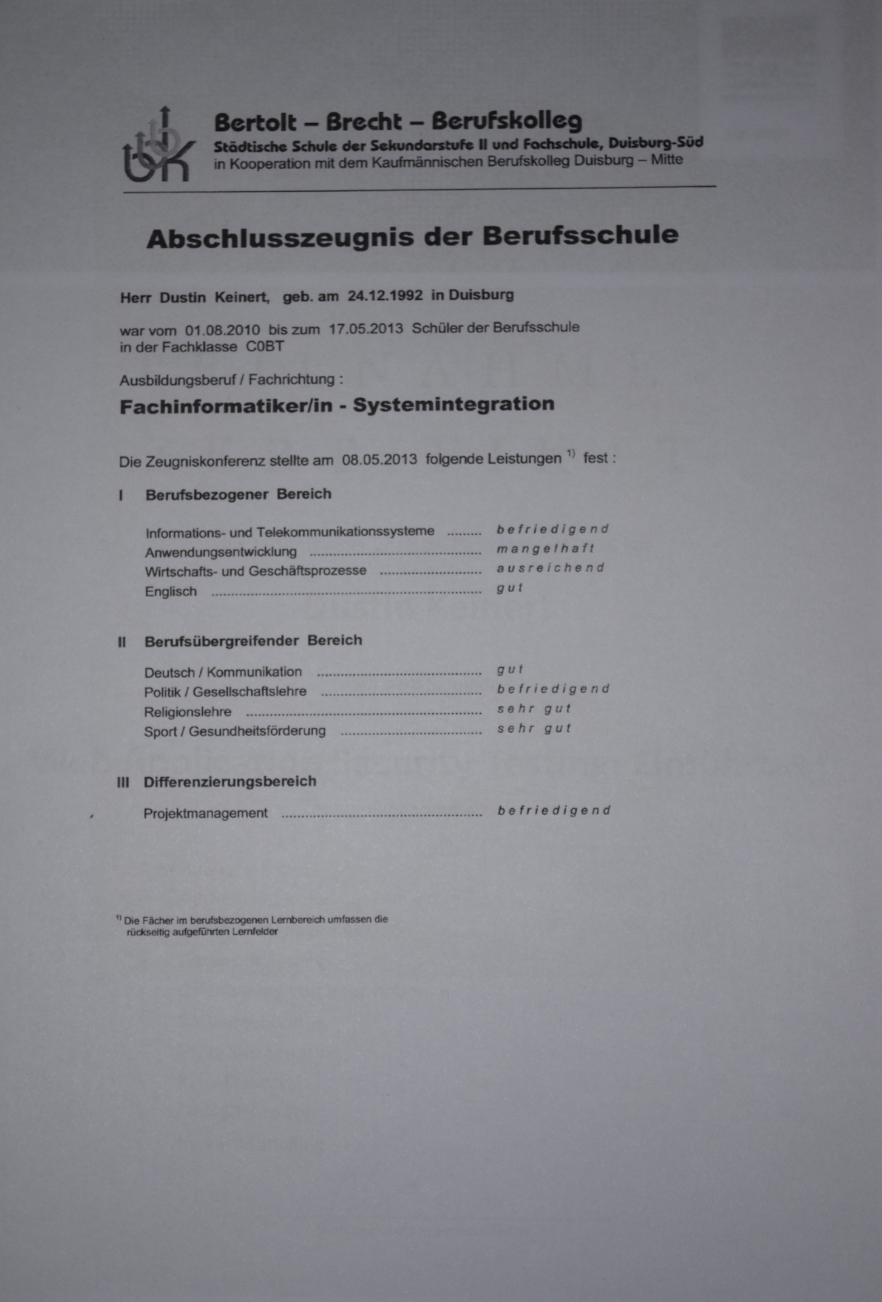 Bertolt – Brecht – Berufskolleg
Städtische Schule der Sekundarstufe II und Fachschule, Duisburg-Süd
in Kooperation mit dem Kaufmännischen Berufskolleg Duisburg – Mitte
Abschlusszeugnis der Berufsschule
Herr Dustin Keinert, geb. am 24.12.1992 in Duisburg
war vom 01.08.2010 bis zum 17.05.2013 Schüler der Berufsschule
in der Fachklasse C0BT
Ausbildungsberuf / Fachrichtung :
Fachinformatiker/in - Systemintegration
Die Zeugniskonferenz stellte am 08.05.2013 folgende Leistungen 1) fest :
I Berufsbezogener Bereich
Informations- und Telekommunikationssysteme ......... befriedigend
Anwendungsentwicklung ............................................ mangelhaft
Wirtschafts- und Geschäftsprozesse .......................... ausreichend
Englisch ..................................................................... gut
II Berufsübergreifender Bereich
Deutsch / Kommunikation .......................................... gut
Politik / Gesellschaftslehre ......................................... befriedigend
Religionslehre ............................................................ sehr gut
Sport / Gesundheitsförderung .................................... sehr gut
III Differenzierungsbereich
Projektmanagement ................................................... befriedigend
1) Die Fächer im berufsbezogenen Lernbereich umfassen die
rückseitig aufgeführten Lernfelder